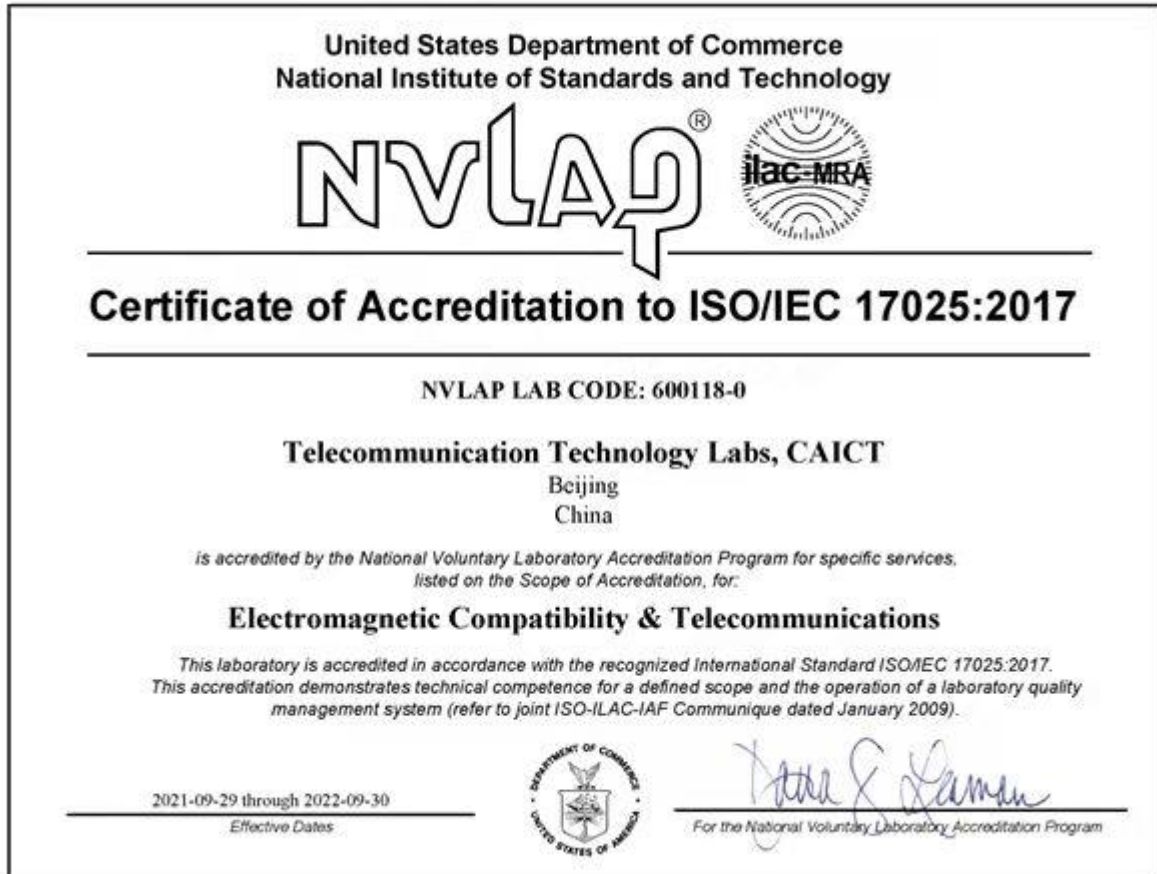 United States Department of Commerce
National Institute of Standards and Technology
NVLAP®
ilac-MRA
Certificate of Accreditation to ISO/IEC 17025:2017
NVLAP LAB CODE: 600118-0
Telecommunication Technology Labs, CAICT
Beijing
China
is accredited by the National Voluntary Laboratory Accreditation Program for specific services,
listed on the Scope of Accreditation, for:
Electromagnetic Compatibility & Telecommunications
This laboratory is accredited in accordance with the recognized International Standard ISO/IEC 17025:2017.
This accreditation demonstrates technical competence for a defined scope and the operation of a laboratory quality
management system (refer to joint ISO-ILAC-IAF Communique dated January 2009).
2021-09-29 through 2022-09-30
Effective Dates
DEPARTMENT OF COMMERCE
UNITED STATES OF AMERICA
For the National Voluntary Laboratory Accreditation Program